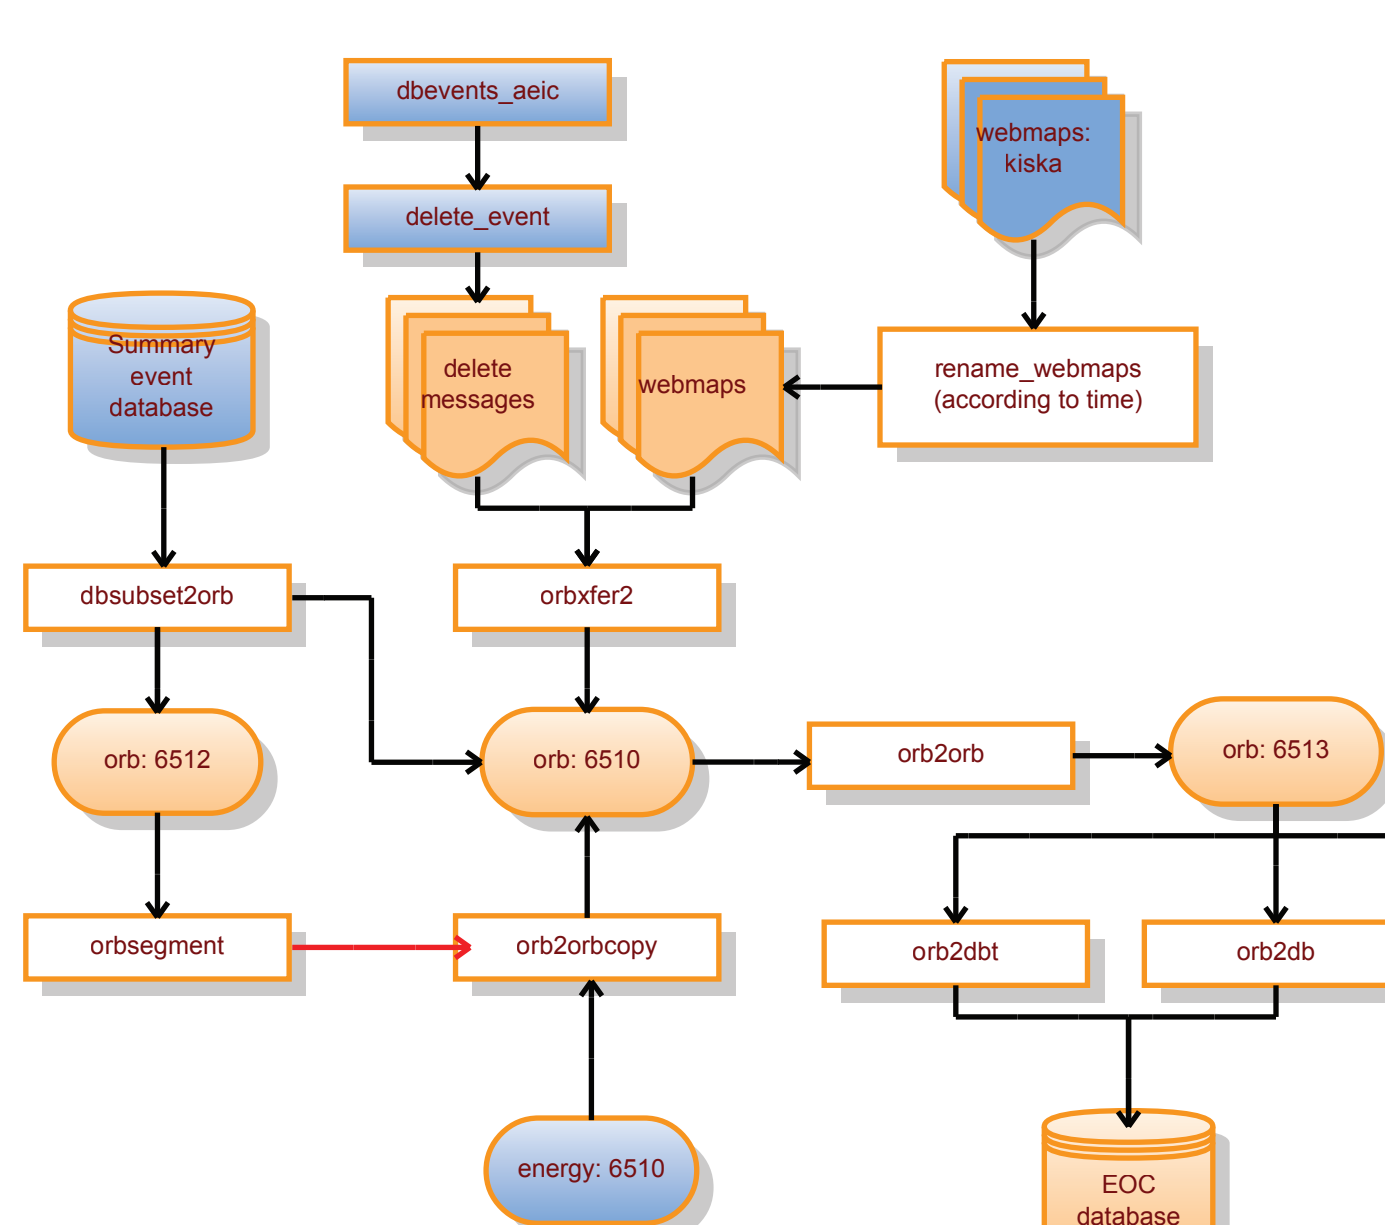 dbevents_aeic
webmaps:
kiska
delete_event
Summary
event
database
delete
messages
webmaps
rename_webmaps
(according to time)
dbsubset2orb
orbxfer2
orb: 6512
orb: 6510
orb2orb
orb: 6513
orbsegment
orb2orbcopy
orb2dbt
orb2db
energy: 6510
EOC
database